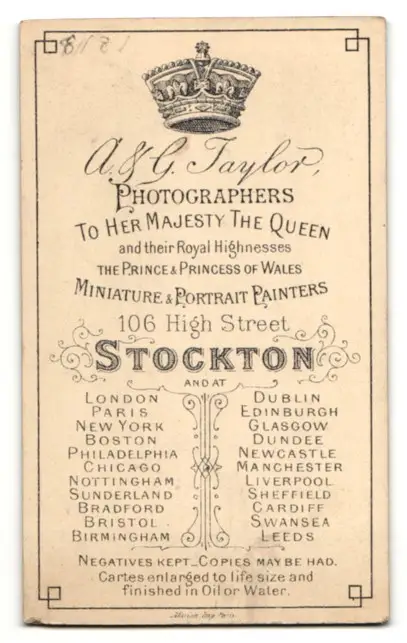 A. & G. Taylor,
PHOTOGRAPHERS
TO HER MAJESTY THE QUEEN
and their Royal Highnesses
THE PRINCE & PRINCESS OF WALES
MINIATURE & PORTRAIT PAINTERS
106 High Street
STOCKTON
AND AT
LONDON
PARIS
NEW YORK
BOSTON
PHILADELPHIA
CHICAGO
NOTTINGHAM
SUNDERLAND
BRADFORD
BRISTOL
BIRMINGHAM
DUBLIN
EDINBURGH
GLASGOW
DUNDEE
NEWCASTLE
MANCHESTER
LIVERPOOL
SHEFFIELD
CARDIFF
SWANSEA
LEEDS
NEGATIVES KEPT_COPIES MAY BE HAD.
Cartes enlarged to life size and
finished in Oil or Water.